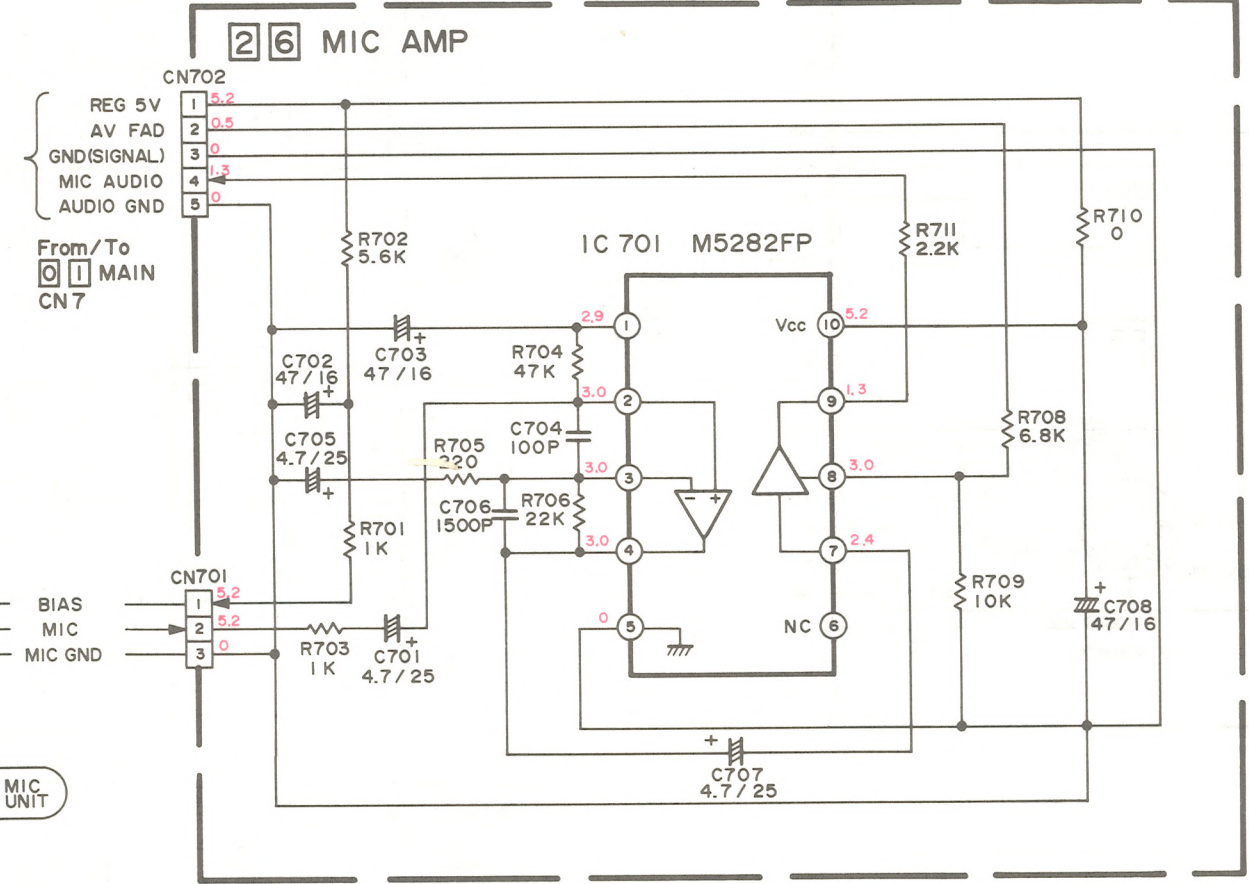 26 MIC AMP
CN702
REG 5V 1 5.2
AV FAD 2 0.5
GND(SIGNAL) 3 0
MIC AUDIO 4 1.3
AUDIO GND 5 0
From/To
01 MAIN
CN7
R702
5.6K
IC 701 M5282FP
R711
2.2K
R710
0
C703
47/16
2.9 1
Vcc 10 5.2
R704
47K
C702
47/16
3.0 2
9 1.3
C704
100P
R708
6.8K
C705
4.7/25
R705
220
3.0 3
8 3.0
C706
1500P
R706
22K
- +
R701
1K
3.0 4
7 2.4
R709
10K
CN701
BIAS 1 5.2
MIC 2 5.2
MIC GND 3 0
R703
1K
C701
4.7/25
0 5
NC 6
C708
47/16
C707
4.7/25
MIC
UNIT